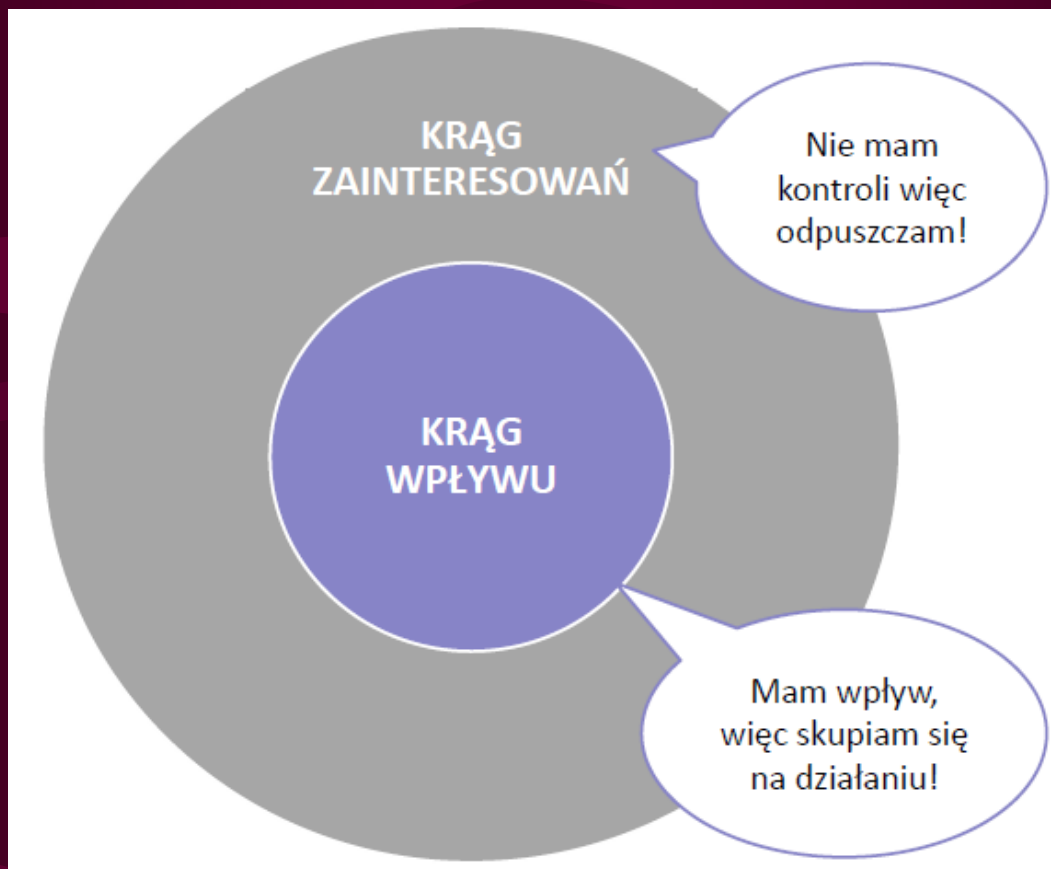 KRĄG
ZAINTERESOWAŃ
Nie mam
kontroli więc
odpuszczam!
KRĄG
WPŁYWU
Mam wpływ,
więc skupiam się
na działaniu!